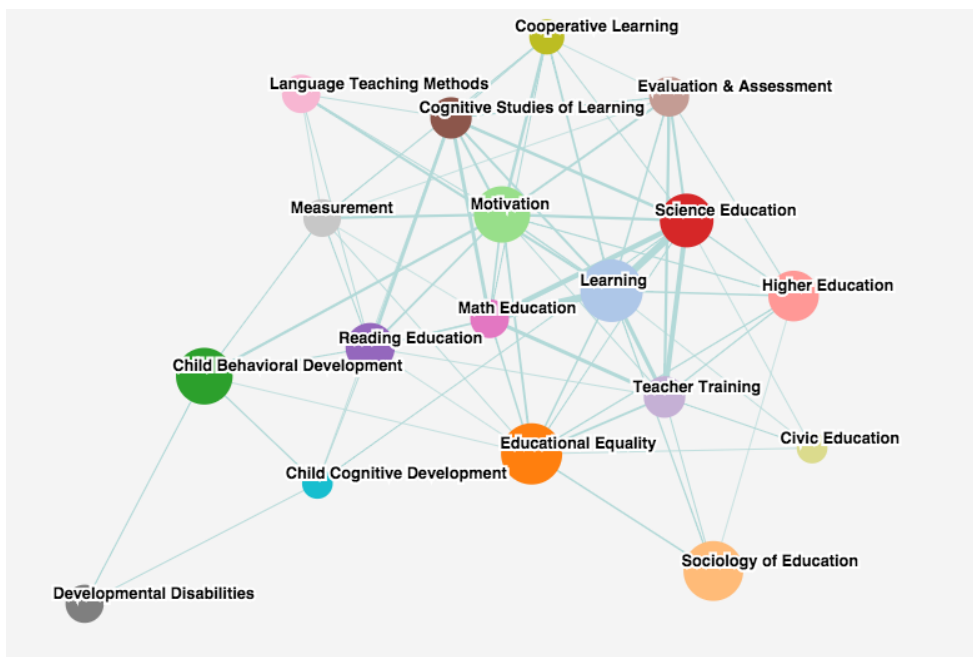 Cooperative Learning
Language Teaching Methods
Evaluation & Assessment
Cognitive Studies of Learning
Measurement
Motivation
Science Education
Learning
Higher Education
Math Education
Reading Education
Child Behavioral Development
Teacher Training
Educational Equality
Civic Education
Child Cognitive Development
Sociology of Education
Developmental Disabilities